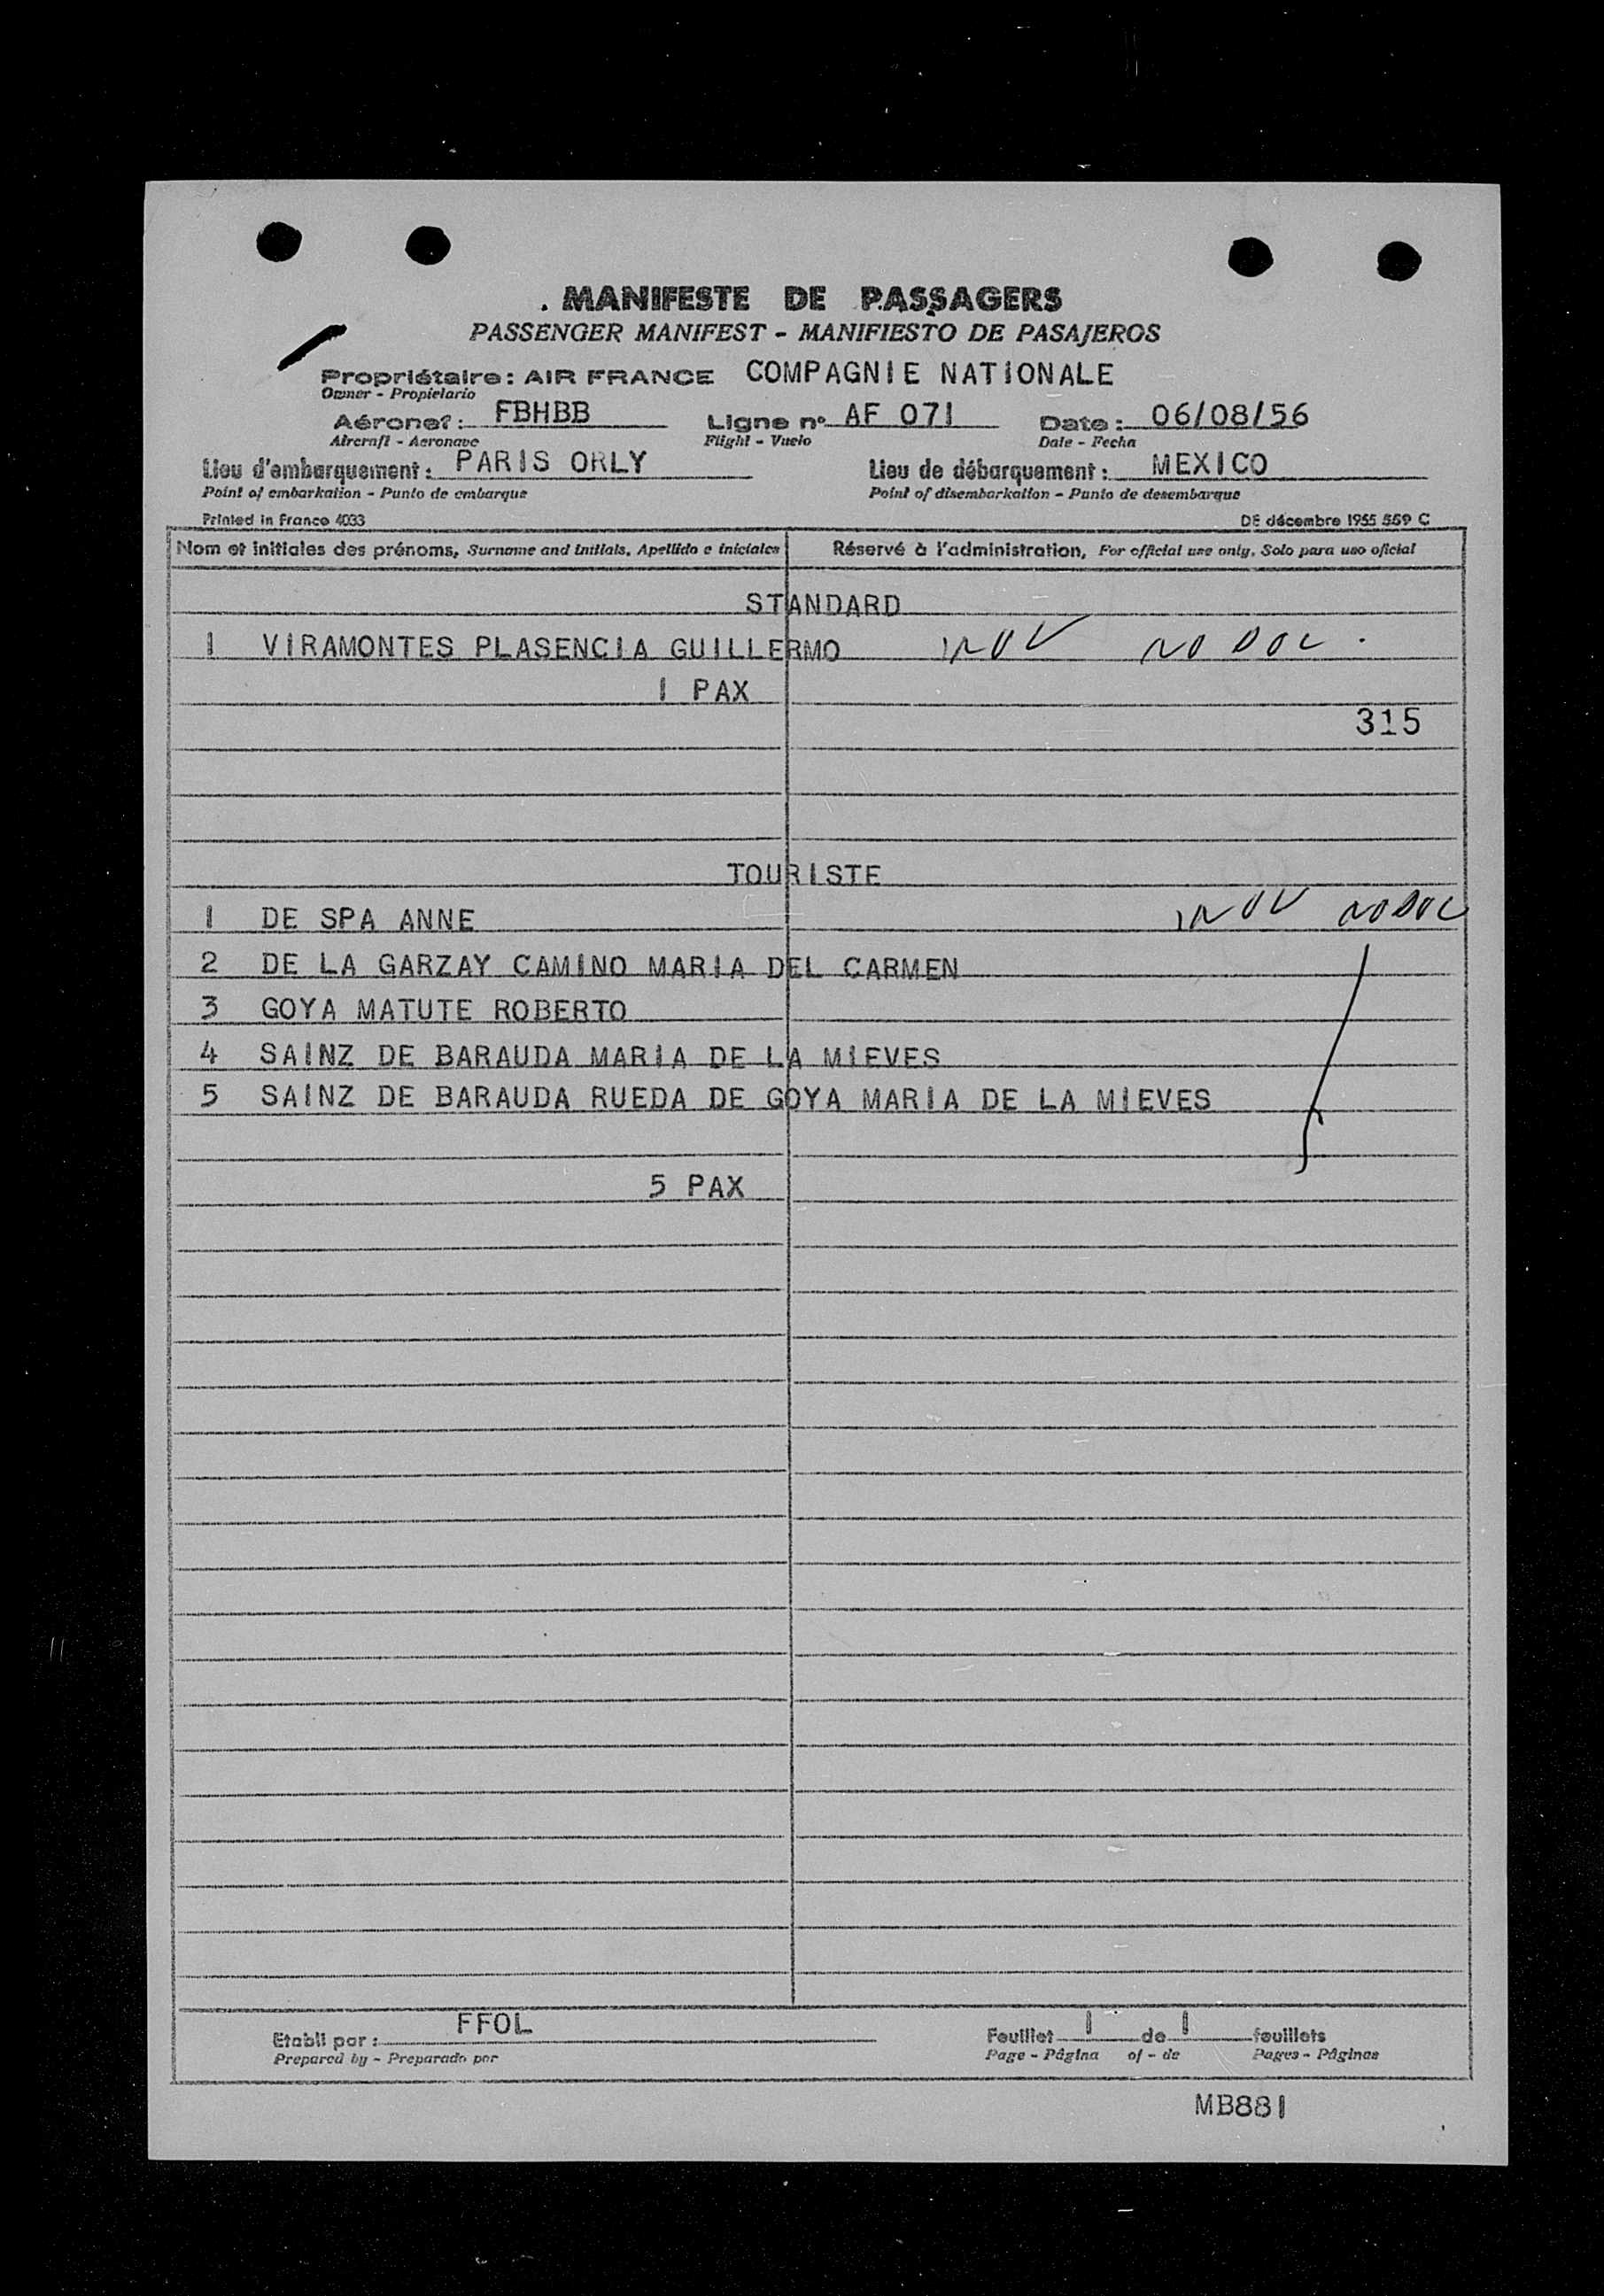 . MANIFESTE DE PASSAGERS
PASSENGER MANIFEST - MANIFIESTO DE PASAJEROS
Propriétaire: AIR FRANCE COMPAGNIE NATIONALE
Owner - Propietario
Aéronef: FBHBB Ligne nº AF 071 Date: 06/08/56
Aircraft - Aeronave Flight - Vuelo Date - Fecha
Lieu d'embarquement: PARIS ORLY Lieu de débarquement: MEXICO
Point of embarkation - Punto de embarque Point of disembarkation - Punto de desembarque
Printed in France 4033 DE décembre 1955 559 C
Nom et initiales des prénoms, Surname and initials, Apellido e iniciales Réservé à l'administration, For official use only, Solo para uso oficial
STANDARD
1 VIRAMONTES PLASENCIA GUILLERMO NO DOC.
1 PAX
315
TOURISTE
1 DE SPA ANNE NO DOC
2 DE LA GARZAY CAMINO MARIA DEL CARMEN
3 GOYA MATUTE ROBERTO
4 SAINZ DE BARAUDA MARIA DE LA MIEVES
5 SAINZ DE BARAUDA RUEDA DE GOYA MARIA DE LA MIEVES
5 PAX
Etabli par: FFOL Feuillet 1 de 1 feuillets
Prepared by - Preparado por Page - Página of - de Pages - Páginas
MB881